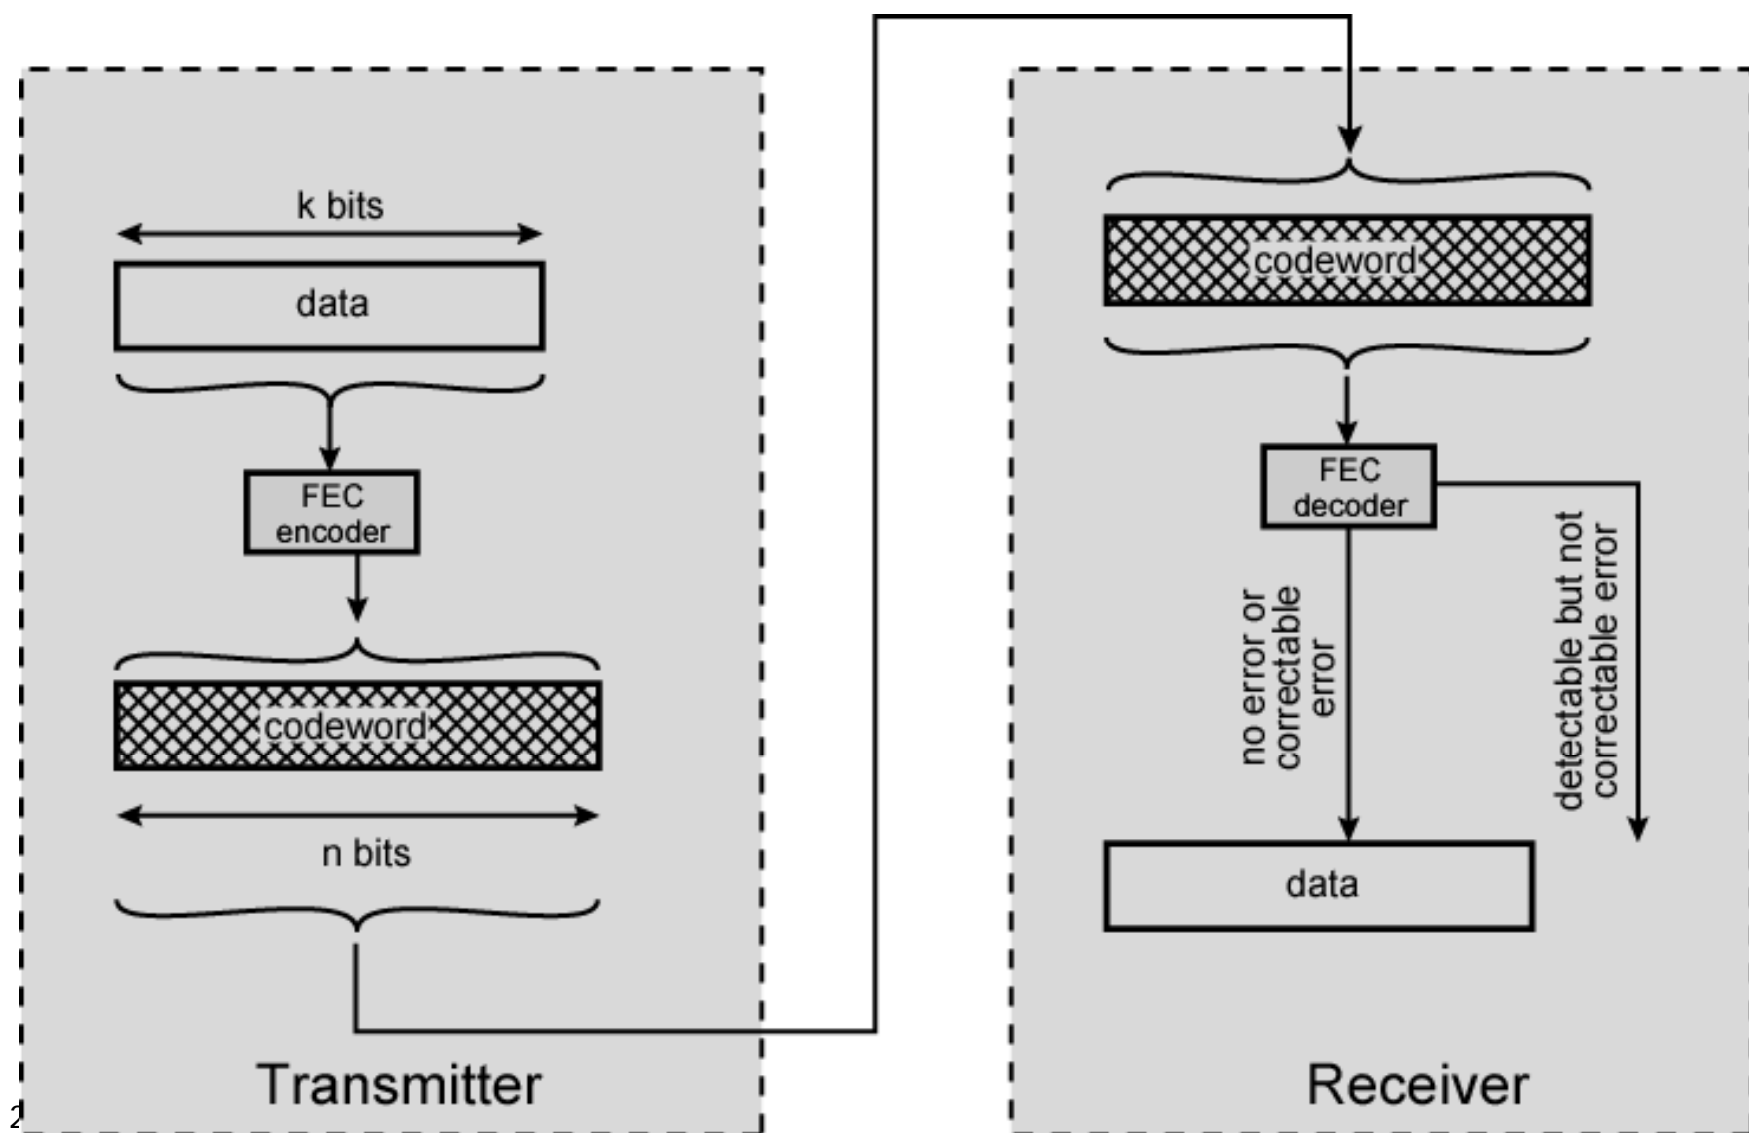 k bits
data
FEC
encoder
codeword
n bits
Transmitter
codeword
FEC
decoder
no error or
correctable
error
detectable but not
correctable error
data
Receiver
2